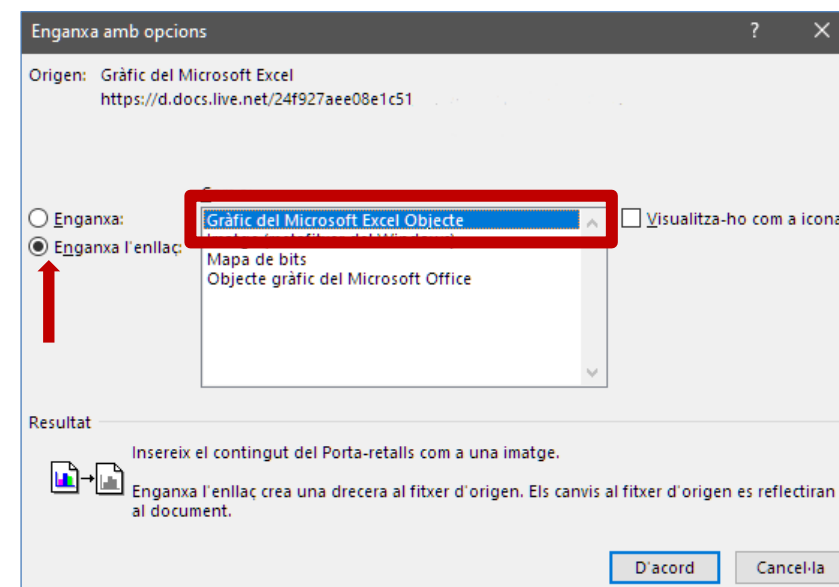 Enganxa amb opcions
?
Origen: Gràfic del Microsoft Excel
https://d.docs.live.net/24f927aee08e1c51
Enganxa:
Enganxa l'enllaç:
Gràfic del Microsoft Excel Objecte
Mapa de bits
Objecte gràfic del Microsoft Office
Visualitza-ho com a icona
Resultat
Insereix el contingut del Porta-retalls com a una imatge.
Enganxa l'enllaç crea una drecera al fitxer d'origen. Els canvis al fitxer d'origen es reflectiran
al document.
D'acord
Cancel·la